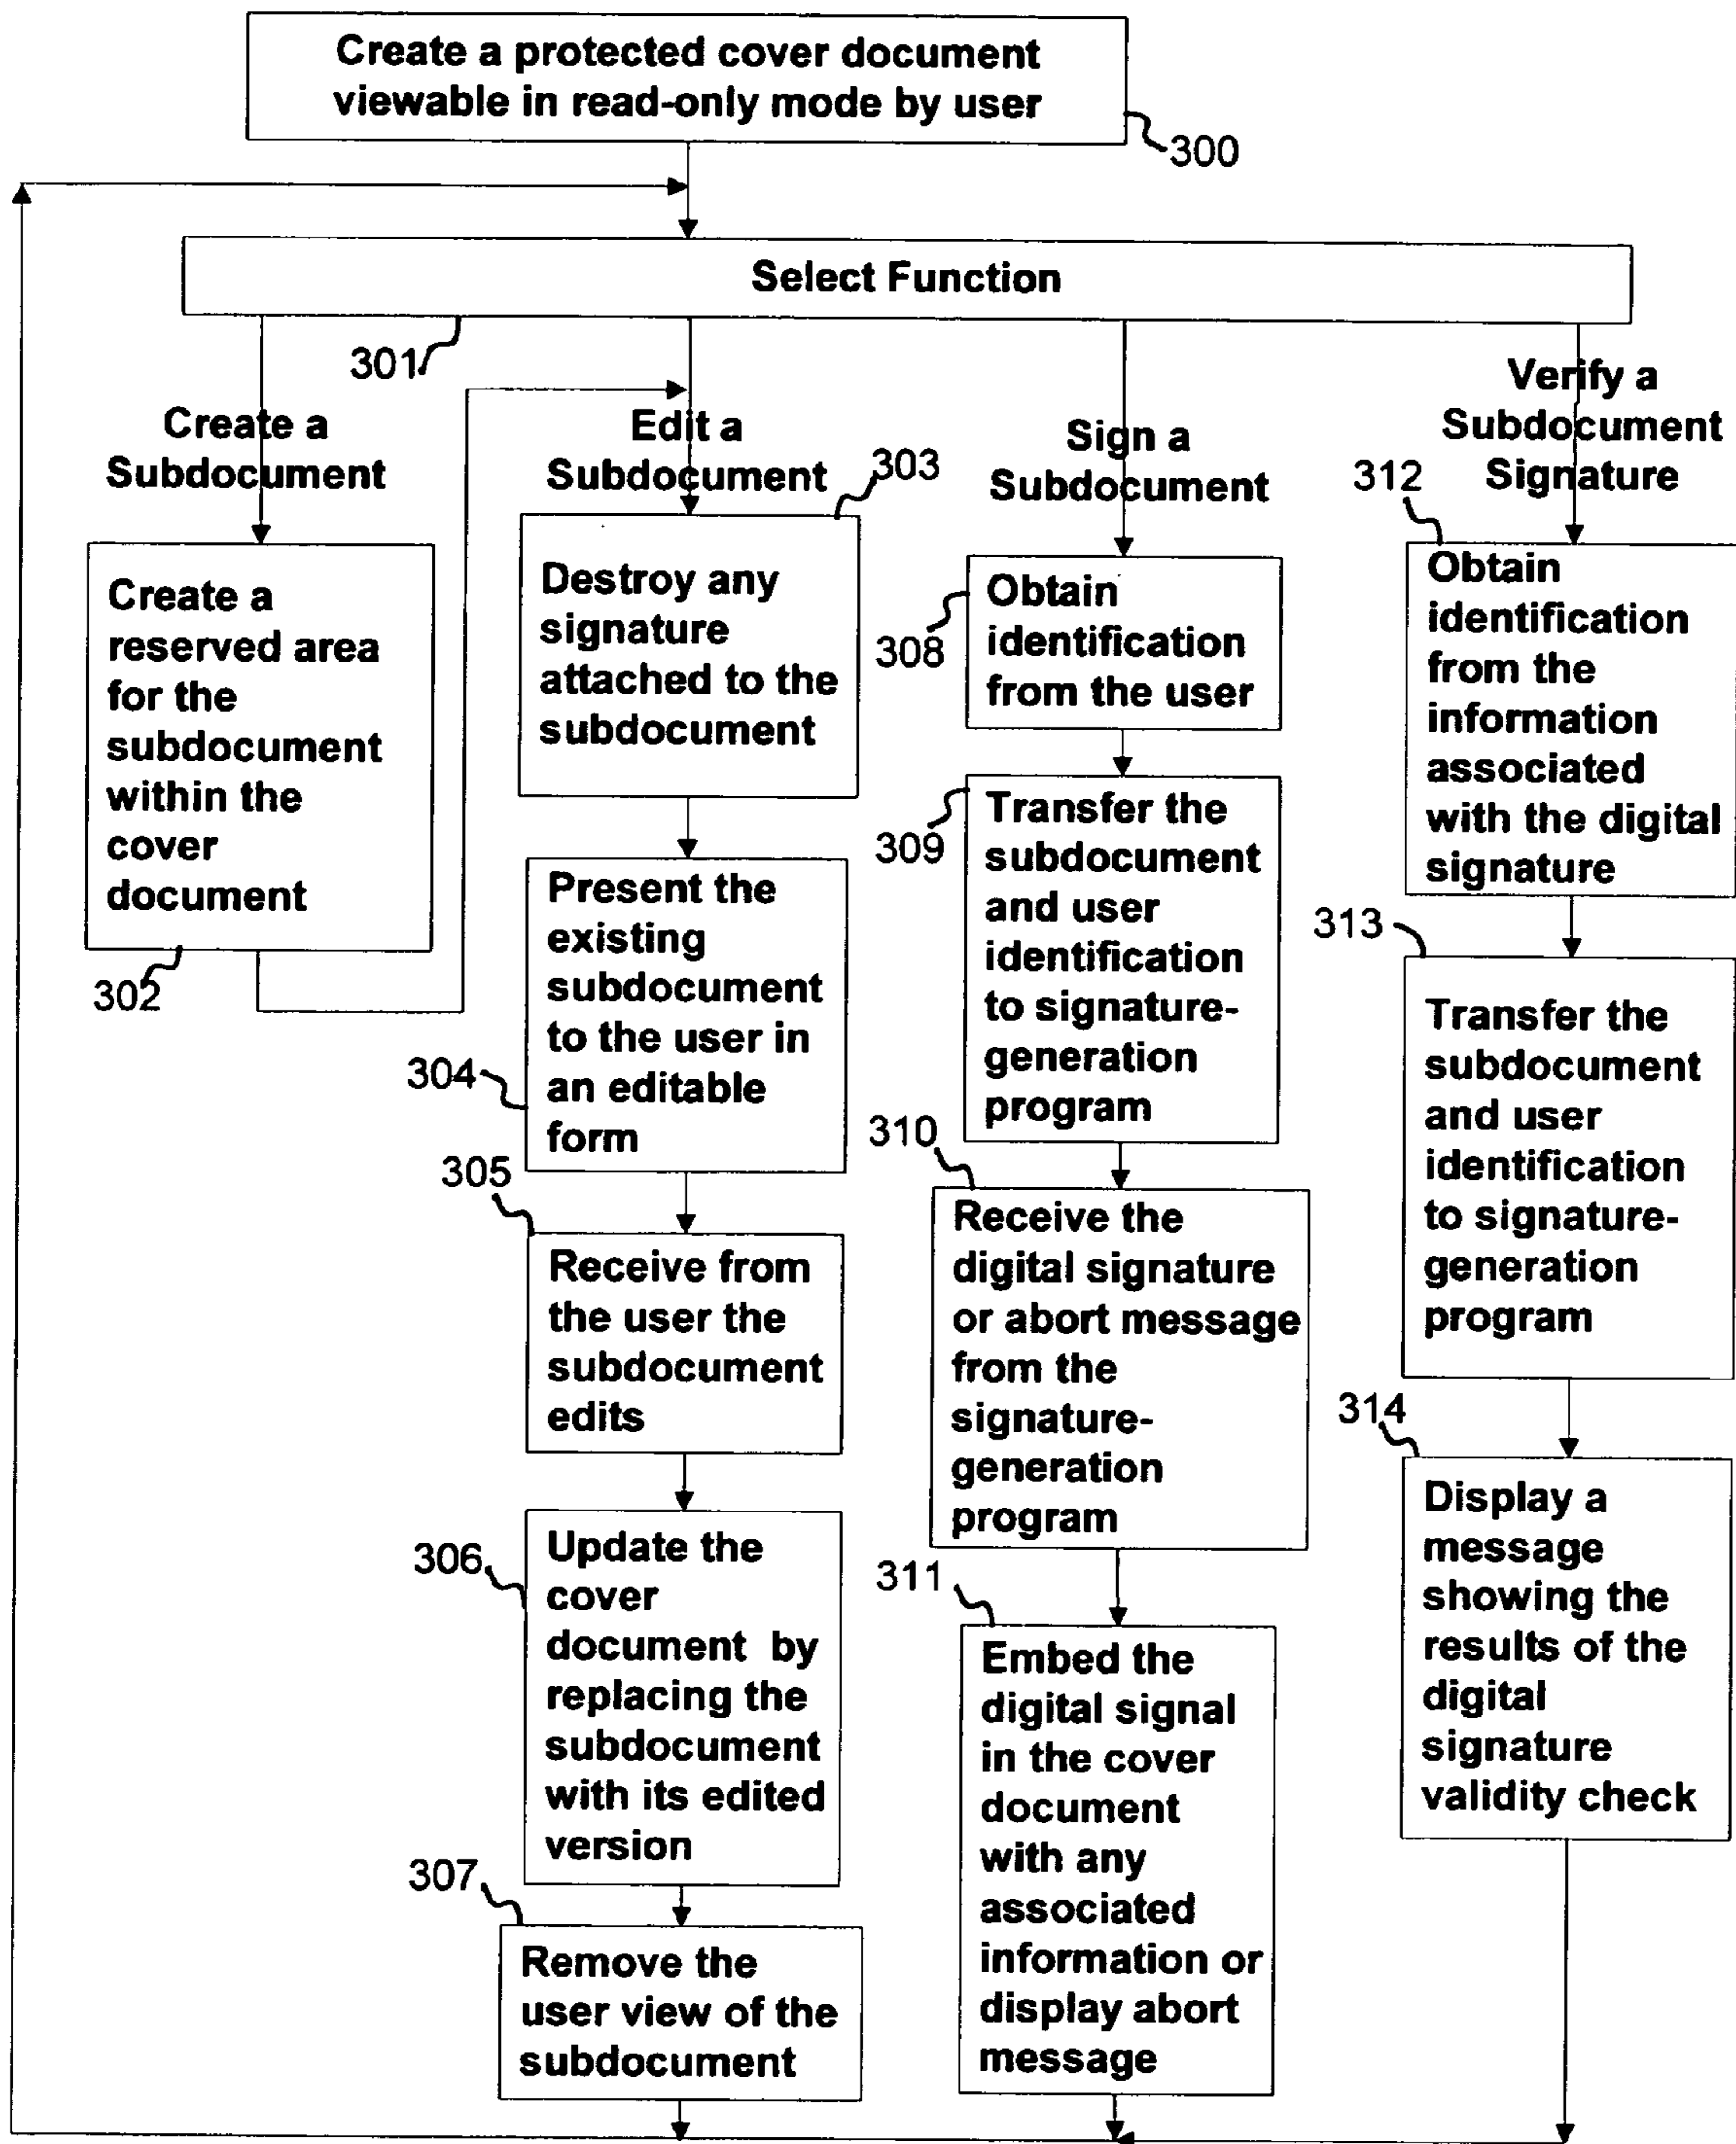 Create a protected cover document
viewable in read-only mode by user
300
Select Function
301
Create a
Subdocument
Create a
reserved area
for the
subdocument
within the
cover
document
302
Edit a
Subdocument
303
Destroy any
signature
attached to the
subdocument
Present the
existing
subdocument
to the user in
an editable
form
304
305
Receive from
the user the
subdocument
edits
306
Update the
cover
document by
replacing the
subdocument
with its edited
version
307
Remove the
user view of the
subdocument
Sign a
Subdocument
Obtain
identification
from the user
308
309
Transfer the
subdocument
and user
identification
to signature-
generation
program
310
Receive the
digital signature
or abort message
from the
signature-
generation
program
311
Embed the
digital signal
in the cover
document
with any
associated
information or
display abort
message
Verify a
Subdocument
Signature
312
Obtain
identification
from the
information
associated
with the digital
signature
313
Transfer the
subdocument
and user
identification
to signature-
generation
program
314
Display a
message
showing the
results of the
digital
signature
validity check